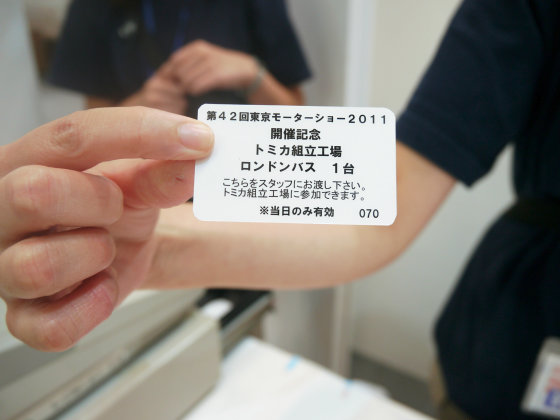 第42回東京モーターショー2011
開催記念
トミカ組立工場
ロンドンバス 1台
こちらをスタッフにお渡し下さい。
トミカ組立工場に参加できます。
※当日のみ有効 070